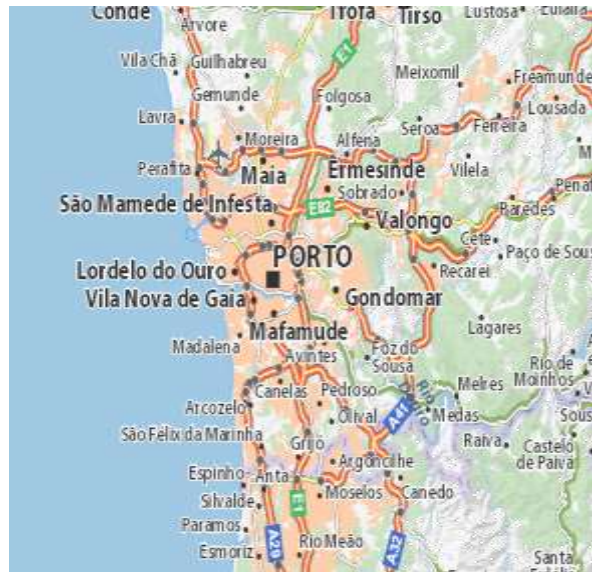 Conde
Trofa
Tirso
Lustosa
Árvore
E1
Vila Chã
Guilhabreu
Meixomil
Freamunde
Gemunde
Folgosa
Lousada
Lavra
Seroa
Ferreira
Moreira
Alfena
Perafita
Maia
Ermesinde
Vilela
Sobrado
São Mamede de Infesta
E82
Valongo
Paredes
Cête
PORTO
Paço de Sous
Lordelo do Ouro
Recarei
Vila Nova de Gaia
Gondomar
Mafamude
Lagares
Madalena
Avintes
Foz do
Sousa
Rio de
Moinhos
Canelas
Pedroso
Rio
Douro
Melres
Arcozelo
Olival
A41
Medas
São Félix da Marinha
Grijó
Raiva
Castelo
de Paiva
Argoncilhe
Espinho
Anta
Silvalde
E1
Moselos
Canedo
Paramos
A29
Esmoriz
Rio Meão
A32
Santa